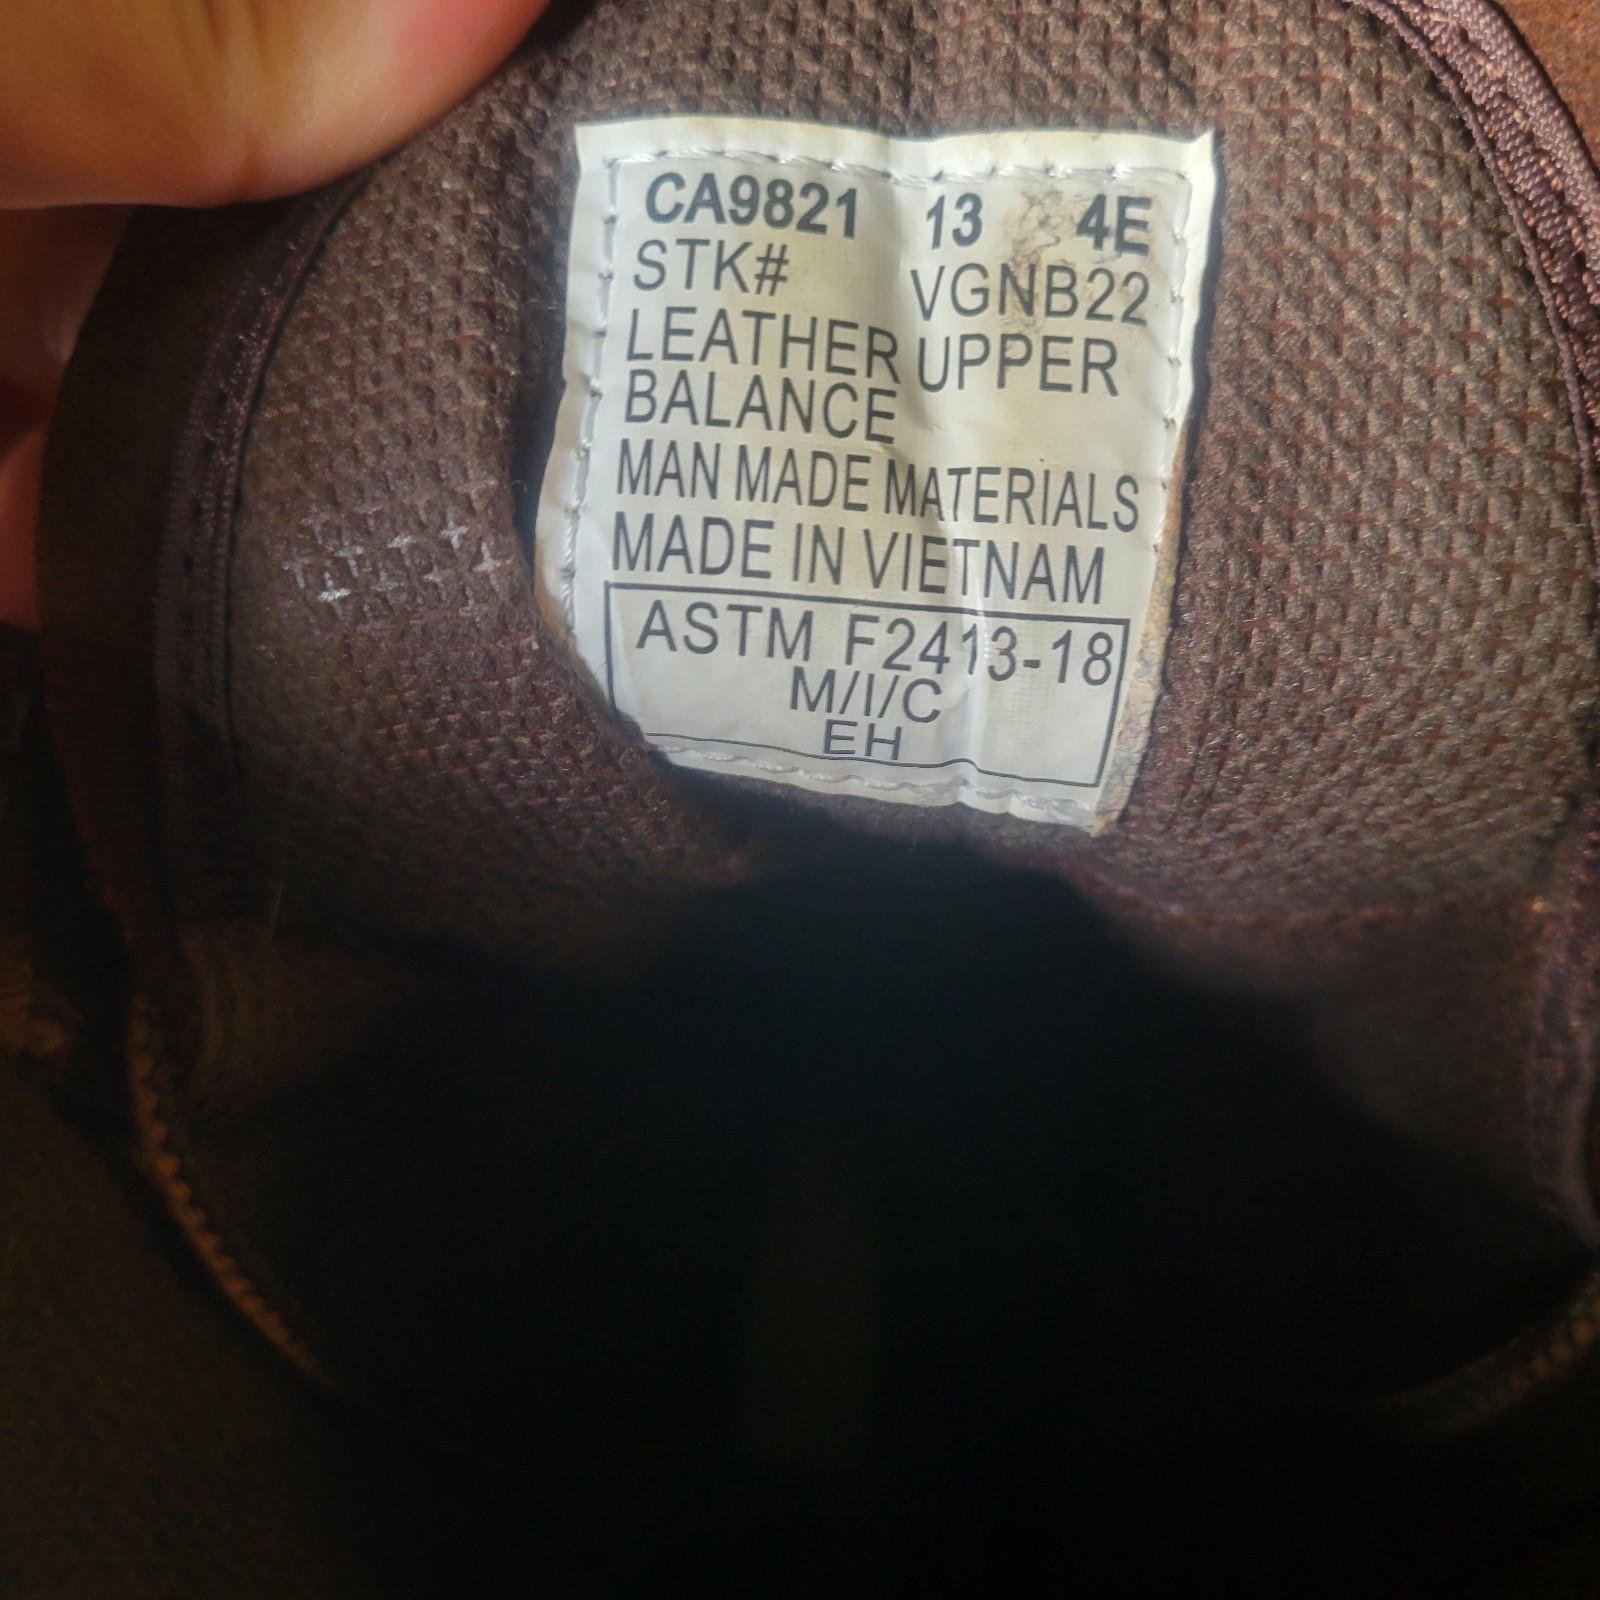 CA9821 13 4E
STK# VGNB22
LEATHER UPPER
BALANCE
MAN MADE MATERIALS
MADE IN VIETNAM
ASTM F2413-18
M/I/C
EH